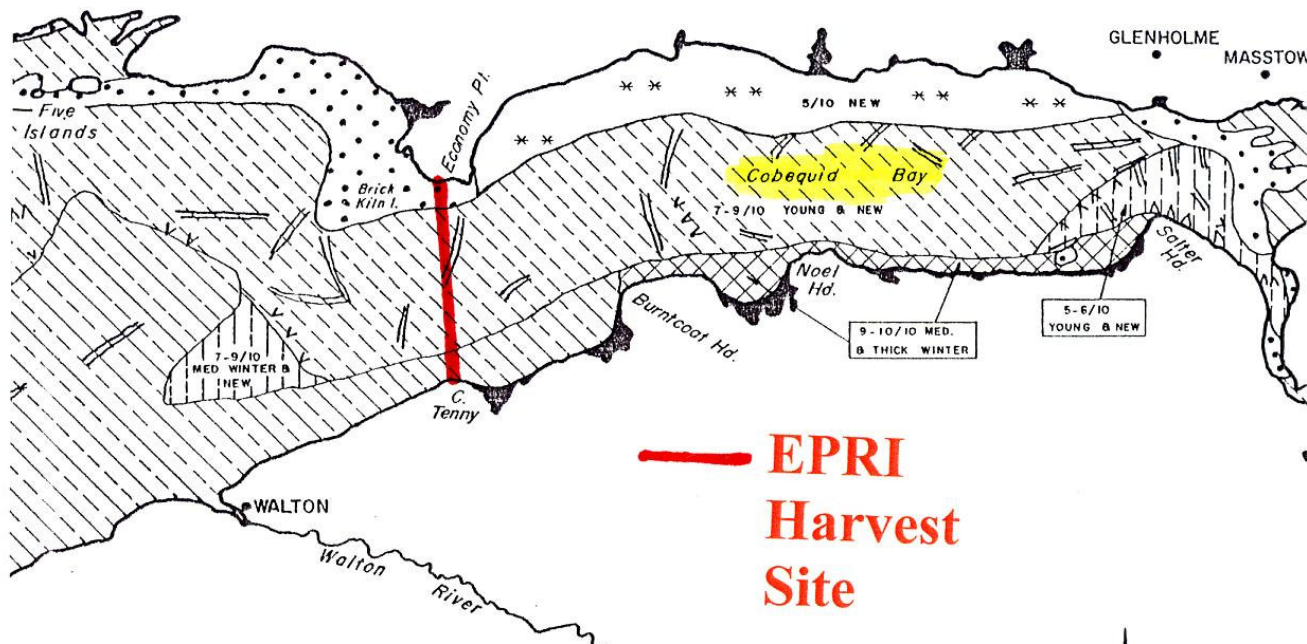 GLENHOLME
MASSTOW
Economy Pt.
5/10 NEW
Five
Islands
Brick
Kiln I.
Cobequid Bay
7-9/10 YOUNG & NEW
Salter
Hd.
Noel
Hd.
Burntcoat Hd.
9-10/10 MED.
& THICK WINTER
5-6/10
YOUNG & NEW
7-9/10
MED WINTER &
NEW
C.
Tenny
WALTON
Walton River
EPRI
Harvest
Site